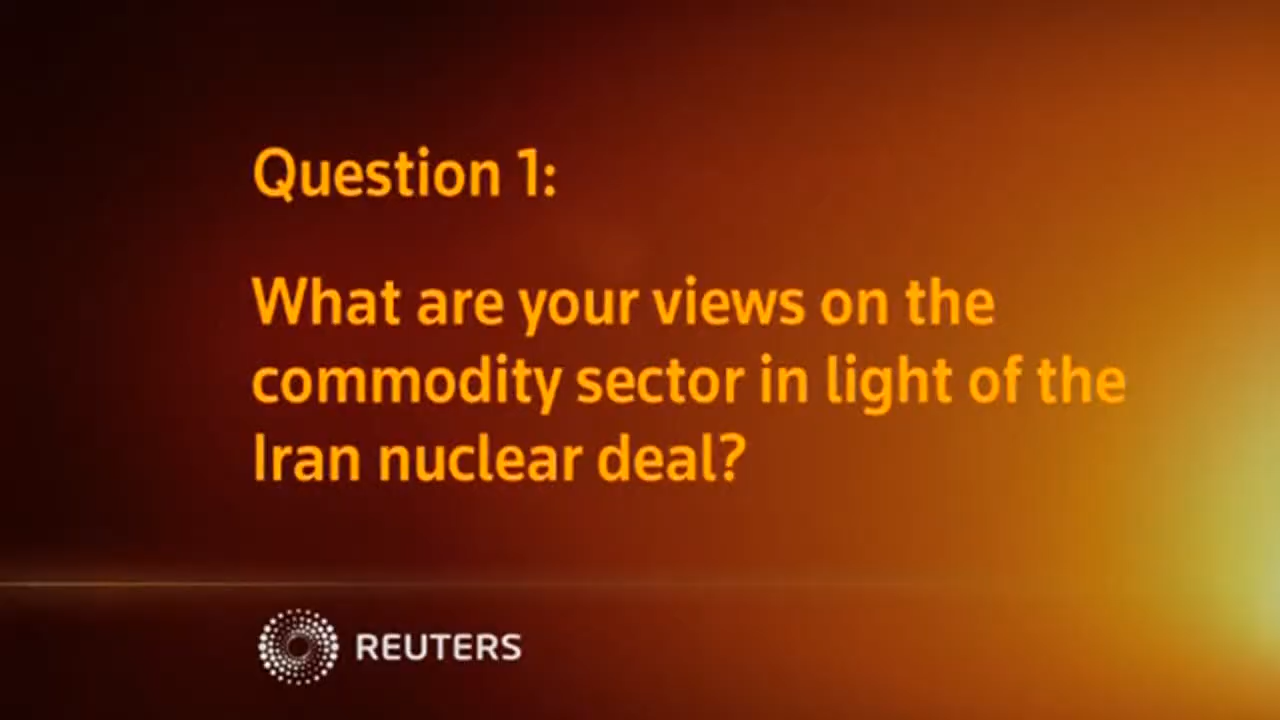 Question 1:
What are your views on the
commodity sector in light of the
Iran nuclear deal?
REUTERS